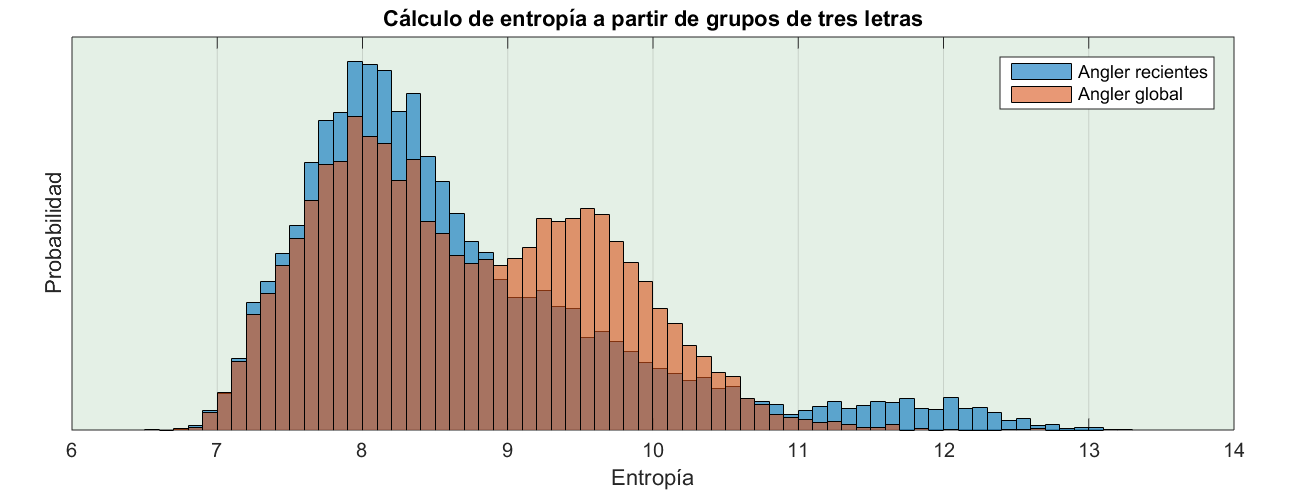 Cálculo de entropía a partir de grupos de tres letras
Angler recientes
Angler global
Probabilidad
6 7 8 9 10 11 12 13 14
Entropía